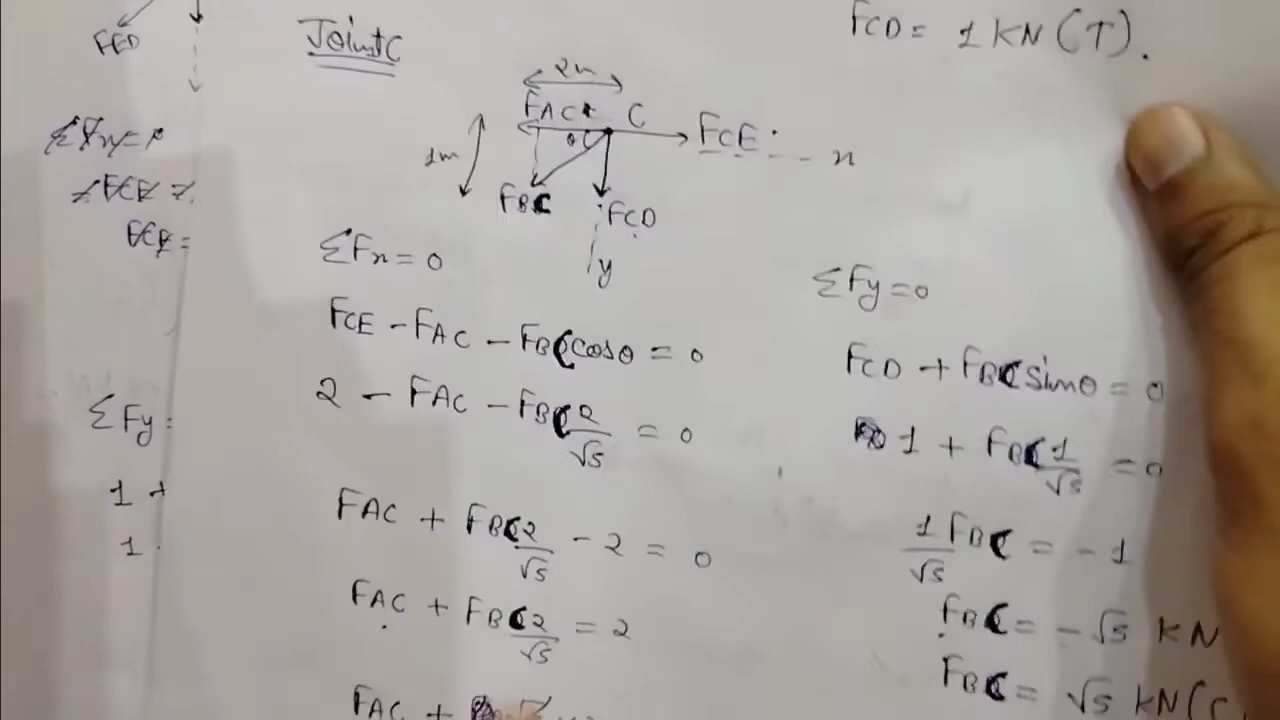 FED
Joint C
FCD = 1 KN (T).
2m
FAC
C
FCE
x
θ
1m
FBC
FCD
y
ΣFx = 0
FCE - FAC - FBC cosθ = 0
2 - FAC - FBC 2/√5 = 0
FAC + FBC 2/√5 - 2 = 0
FAC + FBC 2/√5 = 2
FAC +
ΣFy = 0
FCD + FBC sinθ = 0
1 + FBC 1/√5 = 0
1/√5 FBC = - 1
FBC = - √5 KN
FBC = √5 KN (C
ΣFy =
1 +
1